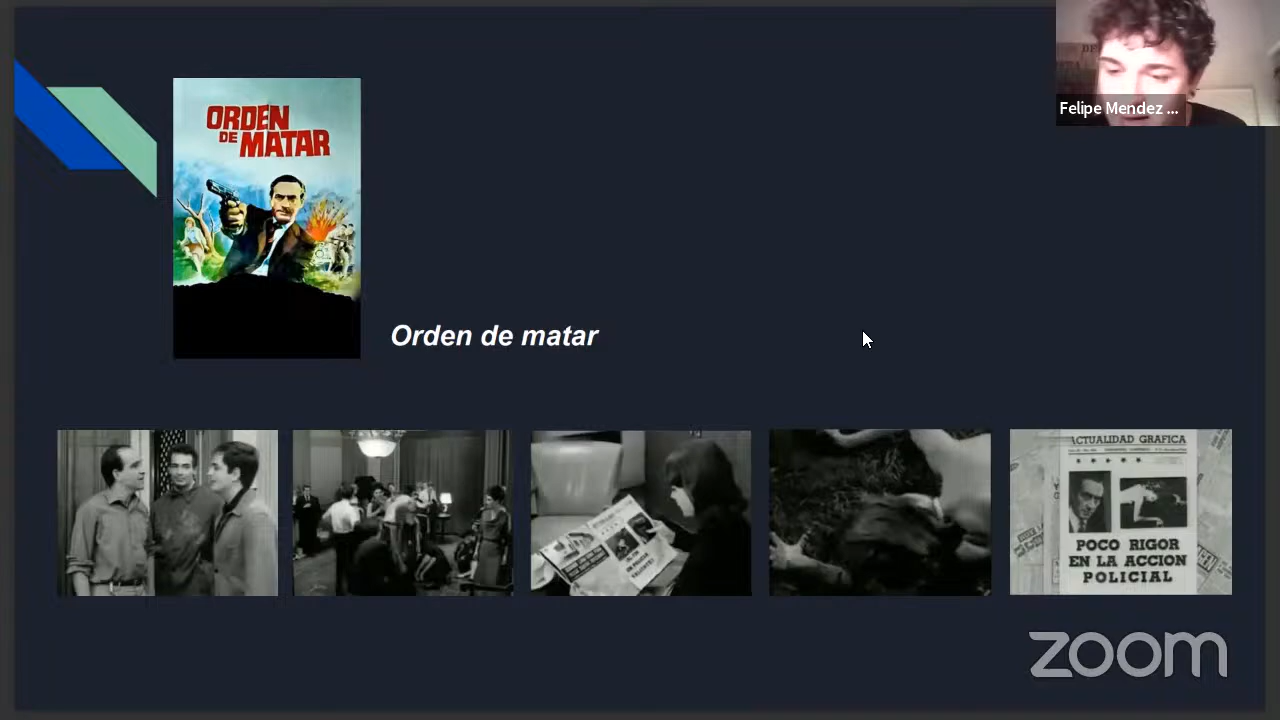 ORDEN
DE MATAR
Felipe Mendez ...
Orden de matar
ACTUALIDAD GRAFICA
POCO RIGOR
EN LA ACCION
POLICIAL
zoom